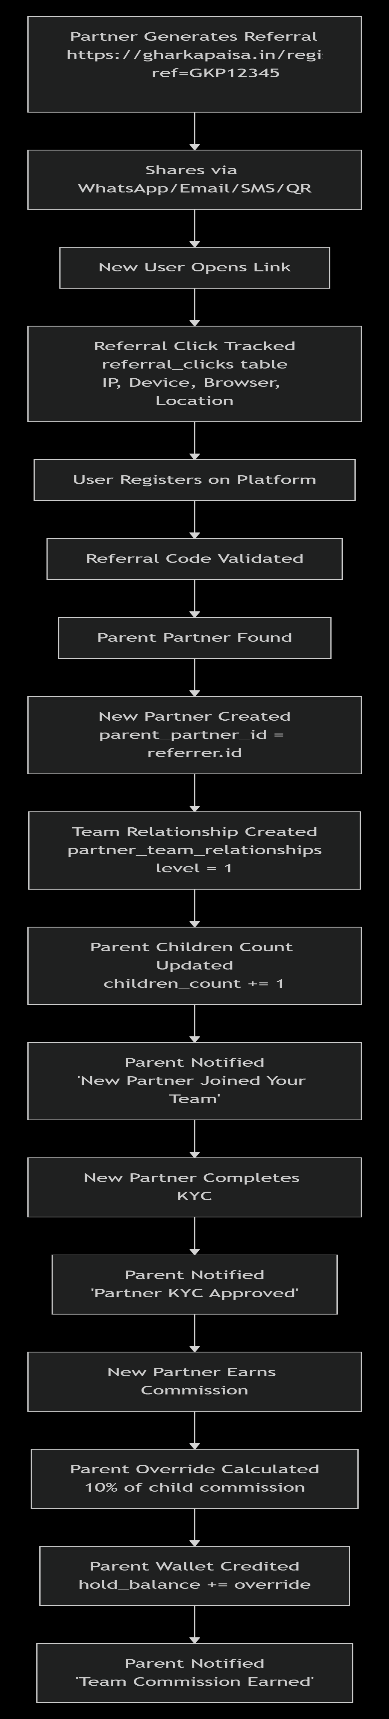 Partner Generates Referral
https://gharkapaisa.in/regi
ref=GKP12345
Shares via
WhatsApp/Email/SMS/QR
New User Opens Link
Referral Click Tracked
referral_clicks table
IP, Device, Browser,
Location
User Registers on Platform
Referral Code Validated
Parent Partner Found
New Partner Created
parent_partner_id =
referrer.id
Team Relationship Created
partner_team_relationships
level = 1
Parent Children Count
Updated
children_count += 1
Parent Notified
'New Partner Joined Your
Team'
New Partner Completes
KYC
Parent Notified
'Partner KYC Approved'
New Partner Earns
Commission
Parent Override Calculated
10% of child commission
Parent Wallet Credited
hold_balance += override
Parent Notified
'Team Commission Earned'